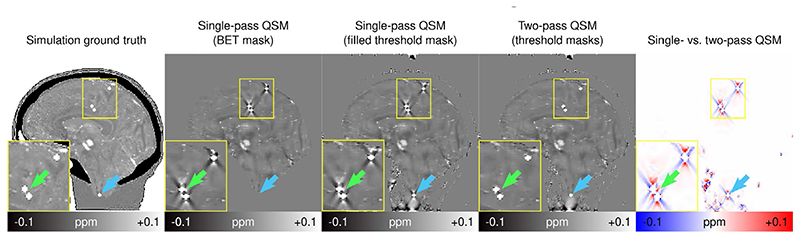 Simulation ground truth
Single-pass QSM
(BET mask)
Single-pass QSM
(filled threshold mask)
Two-pass QSM
(threshold masks)
Single- vs. two-pass QSM
-0.1 ppm +0.1
-0.1 ppm +0.1
-0.1 ppm +0.1
-0.1 ppm +0.1
-0.1 ppm +0.1